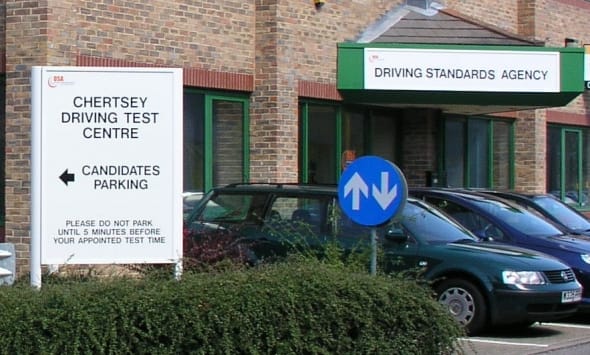 DSA
CHERTSEY
DRIVING TEST
CENTRE
CANDIDATES
PARKING
PLEASE DO NOT PARK
UNTIL 5 MINUTES BEFORE
YOUR APPOINTED TEST TIME
DRIVING STANDARDS AGENCY